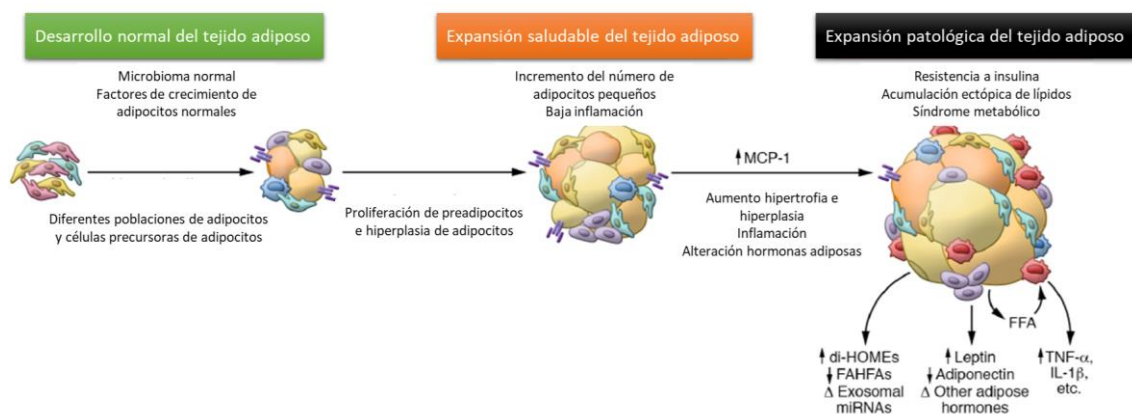 Desarrollo normal del tejido adiposo
Expansión saludable del tejido adiposo
Expansión patológica del tejido adiposo
Microbioma normal
Factores de crecimiento de
adipocitos normales
Incremento del número de
adipocitos pequeños
Baja inflamación
Resistencia a insulina
Acumulación ectópica de lípidos
Síndrome metabólico
↑MCP-1
Diferentes poblaciones de adipocitos
y células precursoras de adipocitos
Proliferación de preadipocitos
e hiperplasia de adipocitos
Aumento hipertrofia e
hiperplasia
Inflamación
Alteración hormonas adiposas
FFA
↑ di-HOMEs
↓ FAHFAs
Δ Exosomal
miRNAs
↑ Leptin
↓ Adiponectin
Δ Other adipose
hormones
↑TNF-α,
IL-1β,
etc.